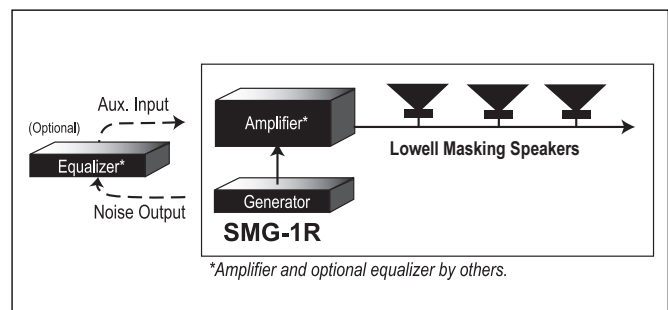 Aux. Input
(Optional)
Equalizer*
Noise Output
Amplifier*
Generator
SMG-1R
Lowell Masking Speakers
*Amplifier and optional equalizer by others.